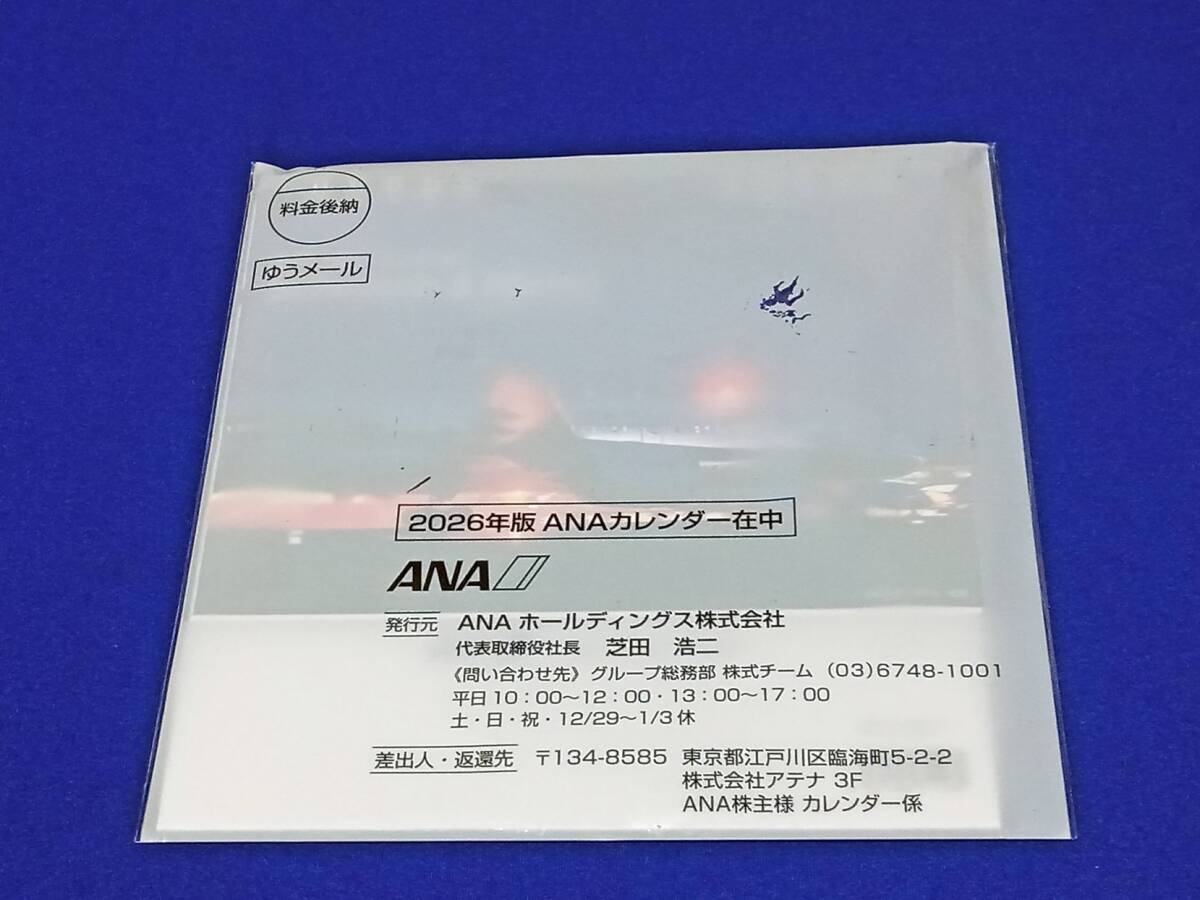 料金後納
ゆうメール
2026年版 ANAカレンダー在中
ANA
発行元 ANA ホールディングス株式会社
代表取締役社長 芝田 浩二
《問い合わせ先》 グループ総務部 株式チーム (03)6748-1001
平日10:00〜12:00・13:00〜17:00
土・日・祝・12/29〜1/3休
差出人・返還先 〒134-8585 東京都江戸川区臨海町5-2-2
株式会社アテナ 3F
ANA株主様 カレンダー係